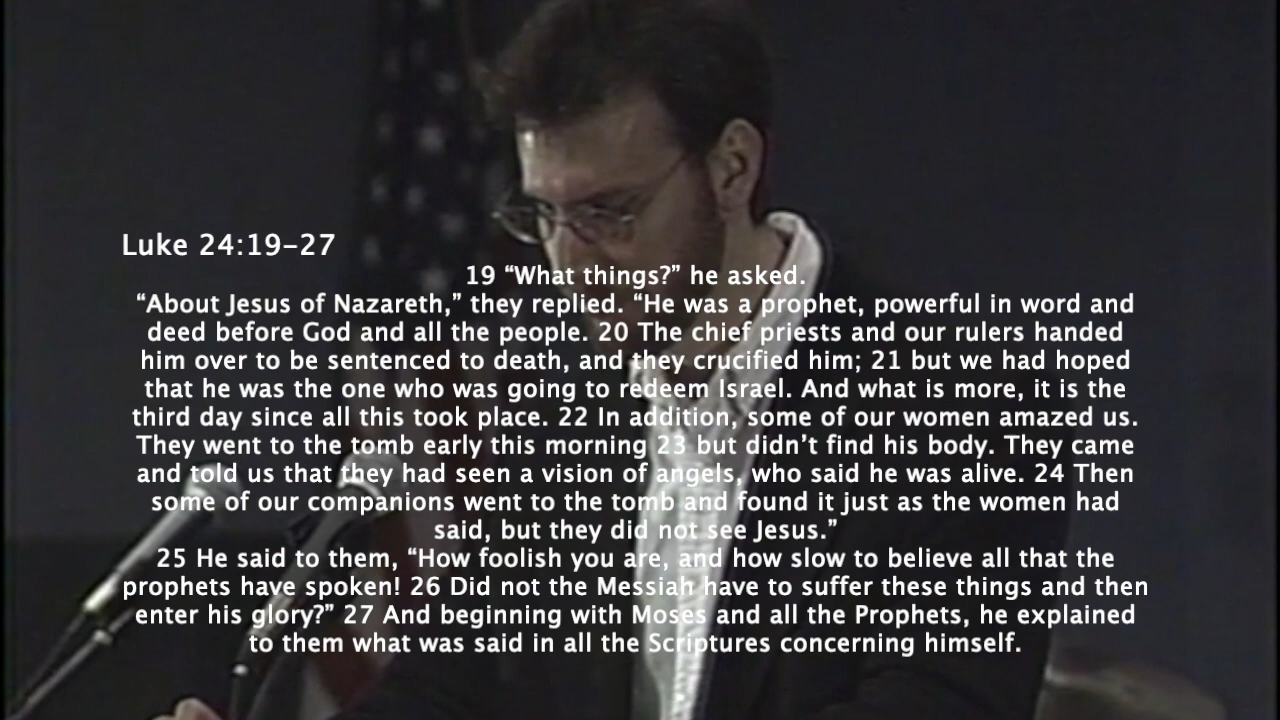 Luke 24:19–27
19 “What things?” he asked.
“About Jesus of Nazareth,” they replied. “He was a prophet, powerful in word and
deed before God and all the people. 20 The chief priests and our rulers handed
him over to be sentenced to death, and they crucified him; 21 but we had hoped
that he was the one who was going to redeem Israel. And what is more, it is the
third day since all this took place. 22 In addition, some of our women amazed us.
They went to the tomb early this morning 23 but didn’t find his body. They came
and told us that they had seen a vision of angels, who said he was alive. 24 Then
some of our companions went to the tomb and found it just as the women had
said, but they did not see Jesus.”
25 He said to them, “How foolish you are, and how slow to believe all that the
prophets have spoken! 26 Did not the Messiah have to suffer these things and then
enter his glory?” 27 And beginning with Moses and all the Prophets, he explained
to them what was said in all the Scriptures concerning himself.